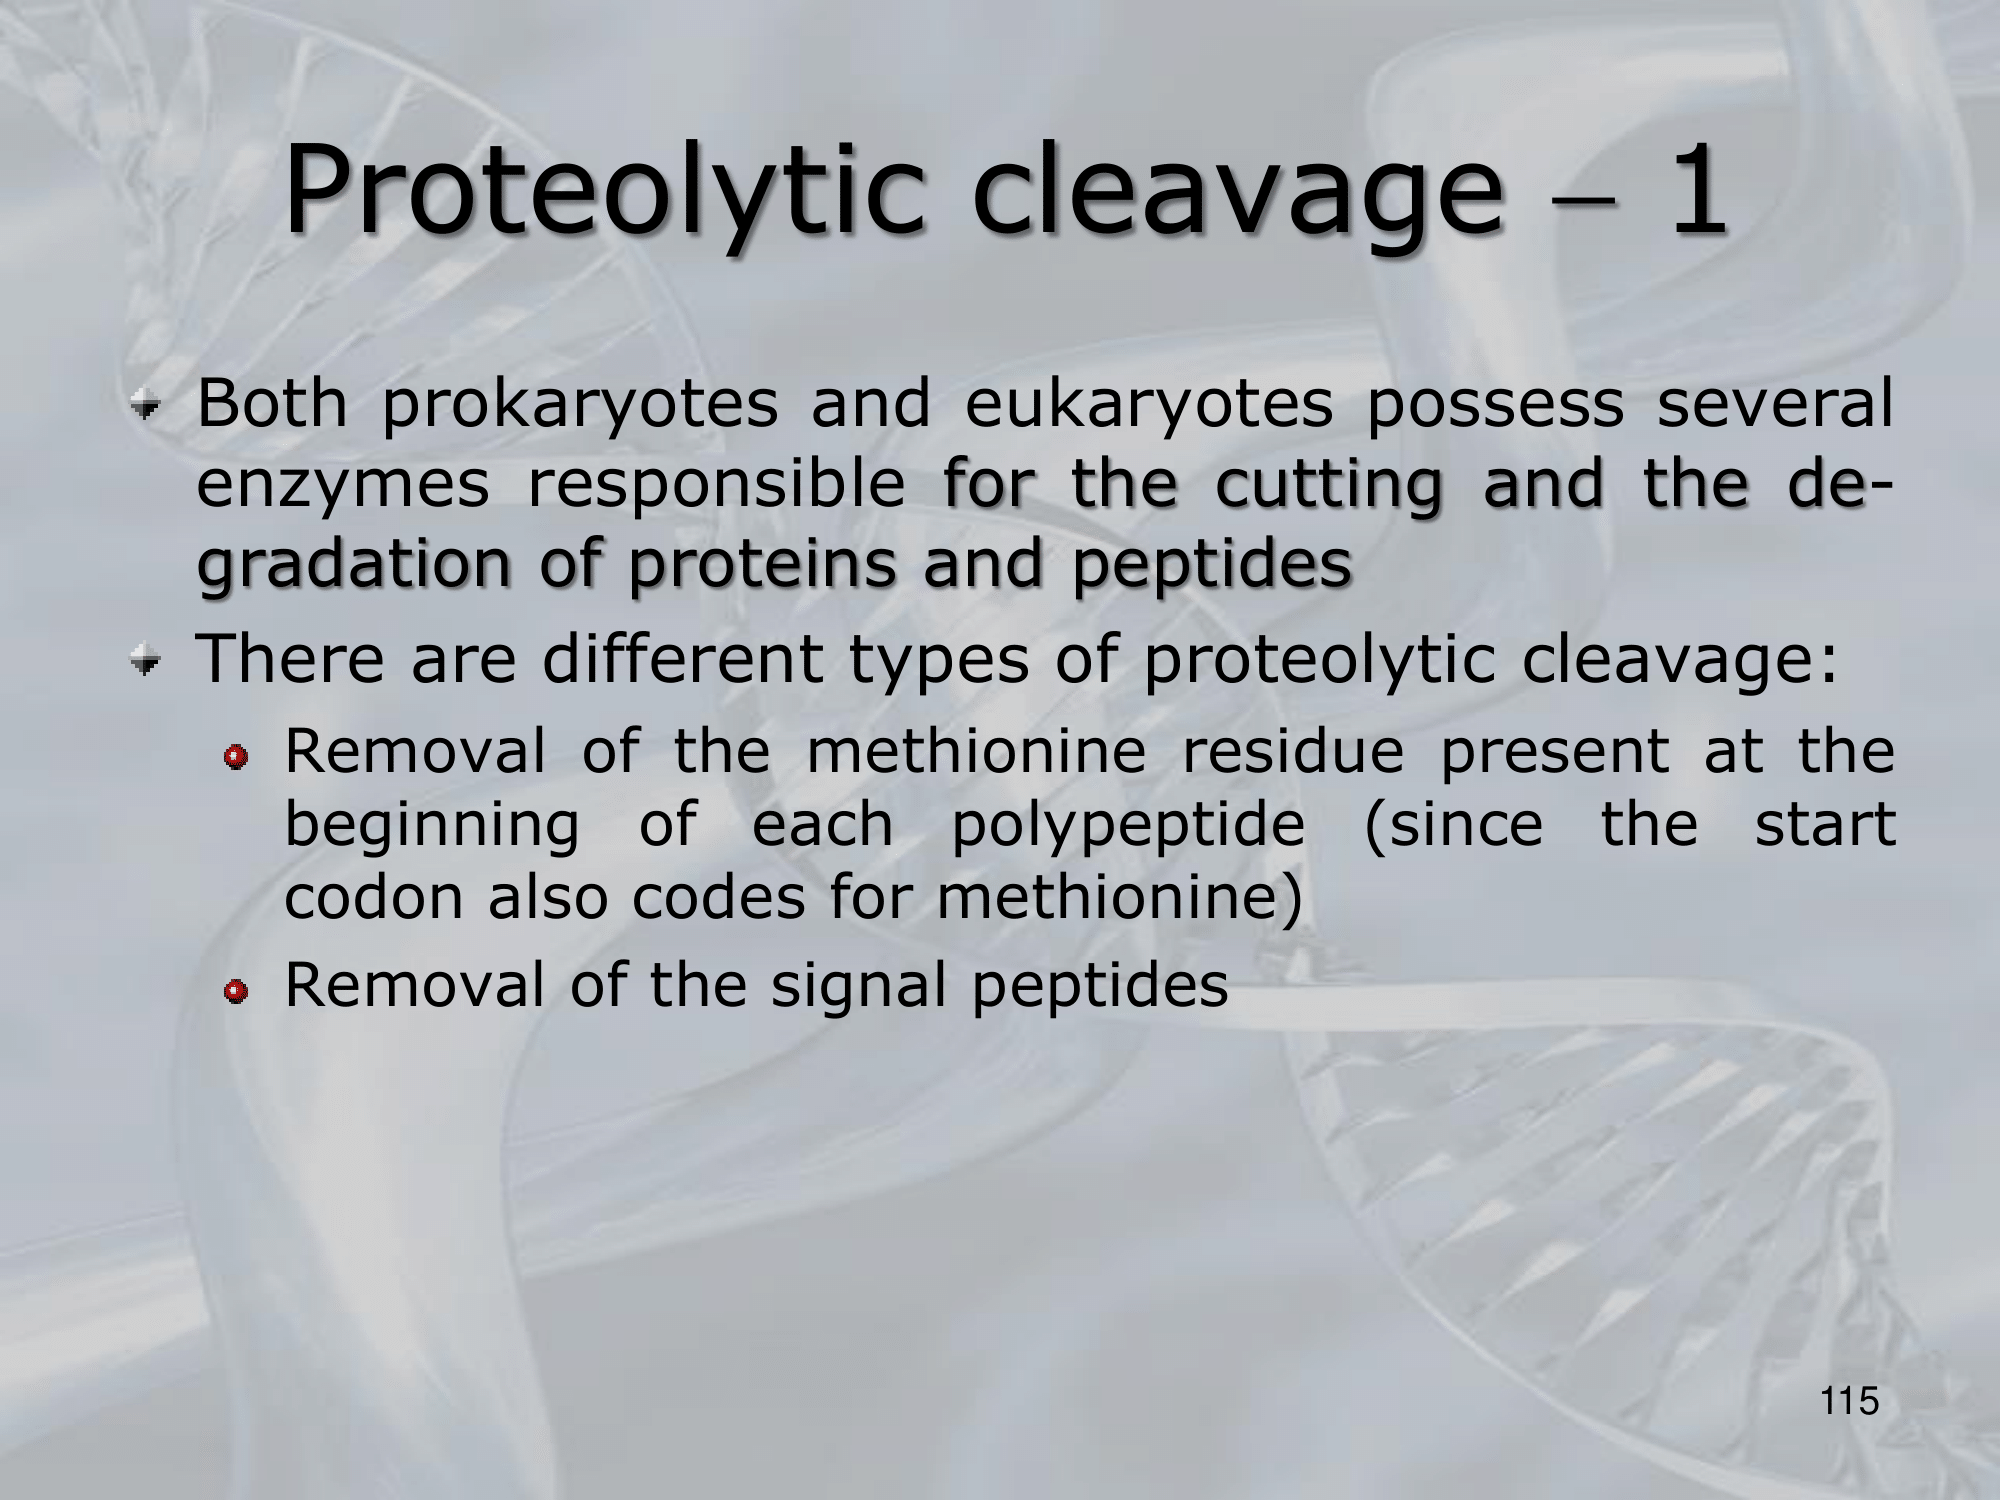 Proteolytic cleavage – 1
Both prokaryotes and eukaryotes possess several
enzymes responsible for the cutting and the de-
gradation of proteins and peptides
There are different types of proteolytic cleavage:
Removal of the methionine residue present at the
beginning of each polypeptide (since the start
codon also codes for methionine)
Removal of the signal peptides
115